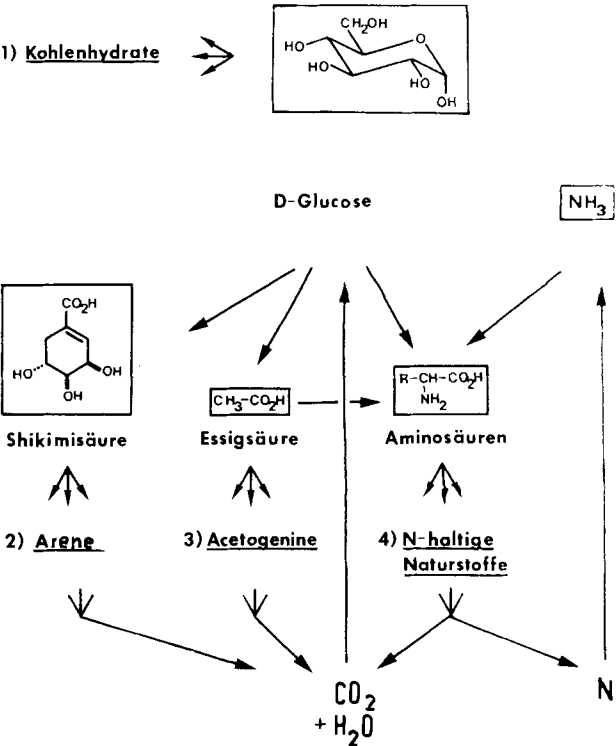 1) Kohlenhydrate
CH₂OH
HO
O
HO
HO
OH
D-Glucose
NH₃
CO₂H
HO
OH
OH
Shikimisäure
CH₃-CO₂H
Essigsäure
R-CH-CO₂H
NH₂
Aminosäuren
2) Arene
3) Acetogenine
4) N-haltige
Naturstoffe
CO₂
+ H₂O
N